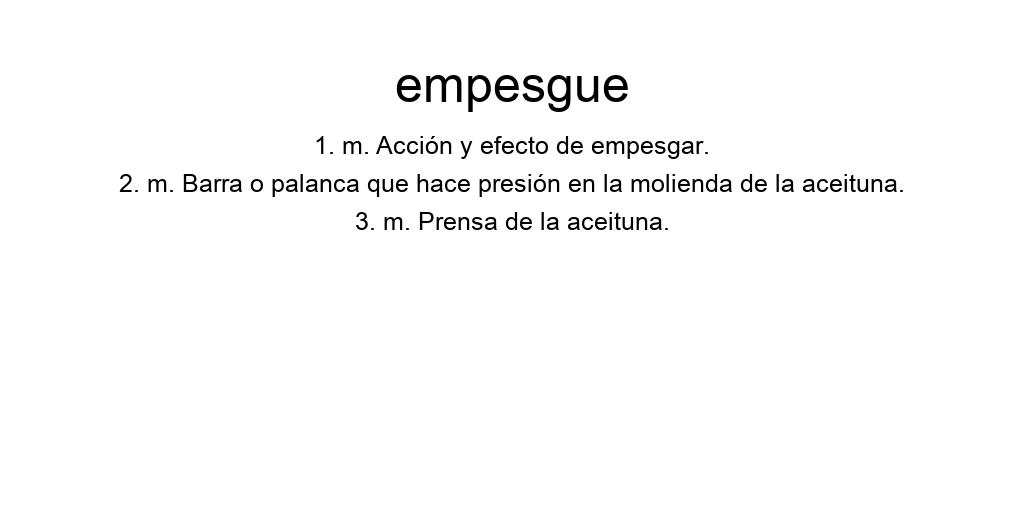 empesgue
1. m. Acción y efecto de empesgar.
2. m. Barra o palanca que hace presión en la molienda de la aceituna.
3. m. Prensa de la aceituna.